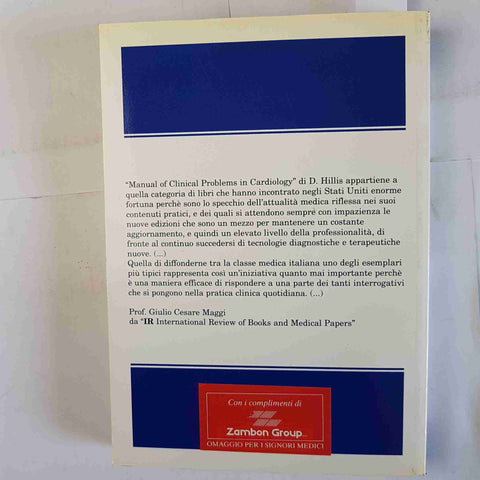 "Manual of Clinical Problems in Cardiology" di D. Hillis appartiene a
quella categoria di libri che hanno incontrato negli Stati Uniti enorme
fortuna perchè sono lo specchio dell'attualità medica riflessa nei suoi
contenuti pratici, e dei quali si attendono sempre con impazienza le
nuove edizioni che sono un mezzo per mantenere un costante
aggiornamento, e quindi un elevato livello della professionalità, di
fronte al continuo succedersi di tecnologie diagnostiche e terapeutiche
nuove. (...)
Quella di diffonderne tra la classe medica italiana uno degli esemplari
più tipici rappresenta così un'iniziativa quanto mai importante perchè
è una maniera efficace di rispondere a una parte dei tanti interrogativi
che si pongono nella pratica clinica quotidiana. (...)
Prof. Giulio Cesare Maggi
da "IR International Review of Books and Medical Papers"
Con i complimenti di
Zambon Group
OMAGGIO PER I SIGNORI MEDICI